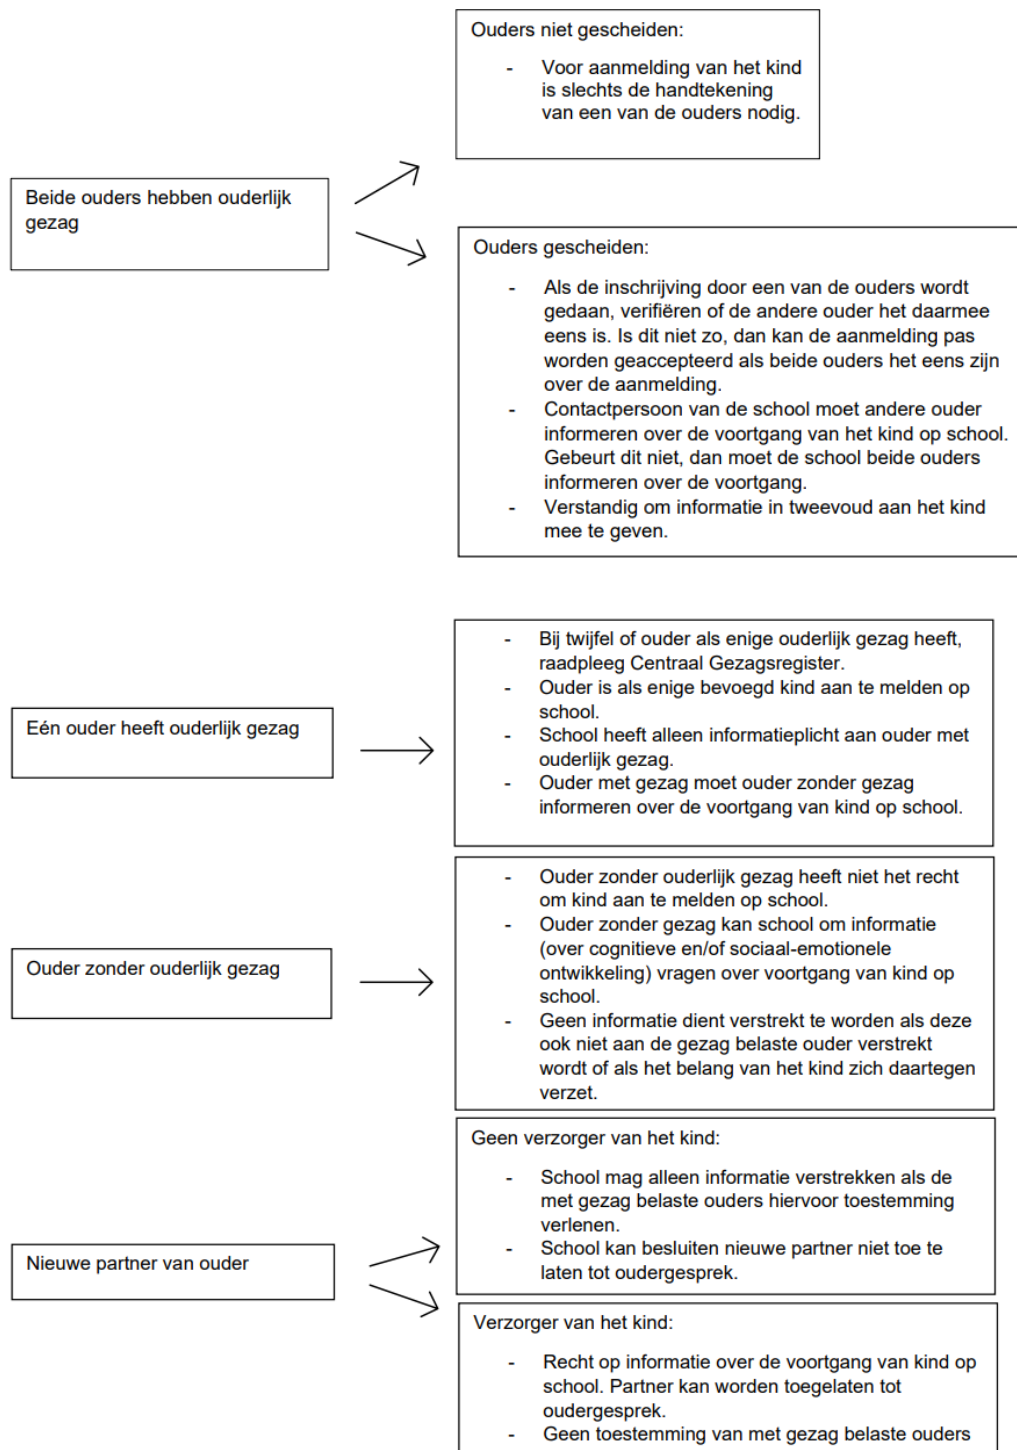 Ouders niet gescheiden:
- Voor aanmelding van het kind
is slechts de handtekening
van een van de ouders nodig.
Beide ouders hebben ouderlijk
gezag
Ouders gescheiden:
- Als de inschrijving door een van de ouders wordt
gedaan, verifiëren of de andere ouder het daarmee
eens is. Is dit niet zo, dan kan de aanmelding pas
worden geaccepteerd als beide ouders het eens zijn
over de aanmelding.
- Contactpersoon van de school moet andere ouder
informeren over de voortgang van het kind op school.
Gebeurt dit niet, dan moet de school beide ouders
informeren over de voortgang.
- Verstandig om informatie in tweevoud aan het kind
mee te geven.
Eén ouder heeft ouderlijk gezag
- Bij twijfel of ouder als enige ouderlijk gezag heeft,
raadpleeg Centraal Gezagsregister.
- Ouder is als enige bevoegd kind aan te melden op
school.
- School heeft alleen informatieplicht aan ouder met
ouderlijk gezag.
- Ouder met gezag moet ouder zonder gezag
informeren over de voortgang van kind op school.
Ouder zonder ouderlijk gezag
- Ouder zonder ouderlijk gezag heeft niet het recht
om kind aan te melden op school.
- Ouder zonder gezag kan school om informatie
(over cognitieve en/of sociaal-emotionele
ontwikkeling) vragen over voortgang van kind op
school.
- Geen informatie dient verstrekt te worden als deze
ook niet aan de gezag belaste ouder verstrekt
wordt of als het belang van het kind zich daartegen
verzet.
Nieuwe partner van ouder
Geen verzorger van het kind:
- School mag alleen informatie verstrekken als de
met gezag belaste ouders hiervoor toestemming
verlenen.
- School kan besluiten nieuwe partner niet toe te
laten tot oudergesprek.
Verzorger van het kind:
- Recht op informatie over de voortgang van kind op
school. Partner kan worden toegelaten tot
oudergesprek.
- Geen toestemming van met gezag belaste ouders